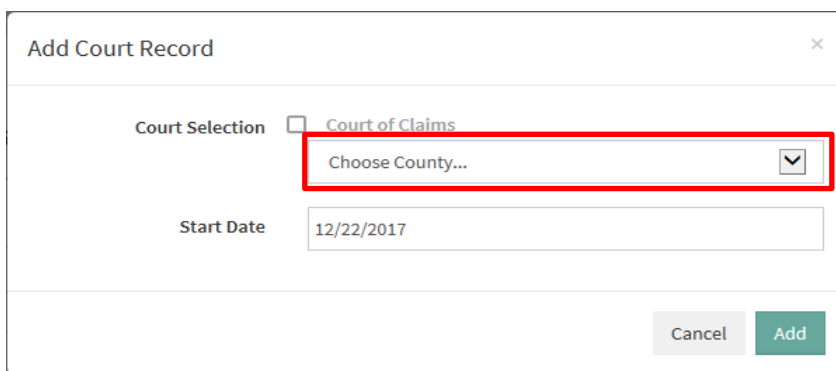 Add Court Record ×
Court Selection Court of Claims
Choose County...
Start Date 12/22/2017
Cancel Add